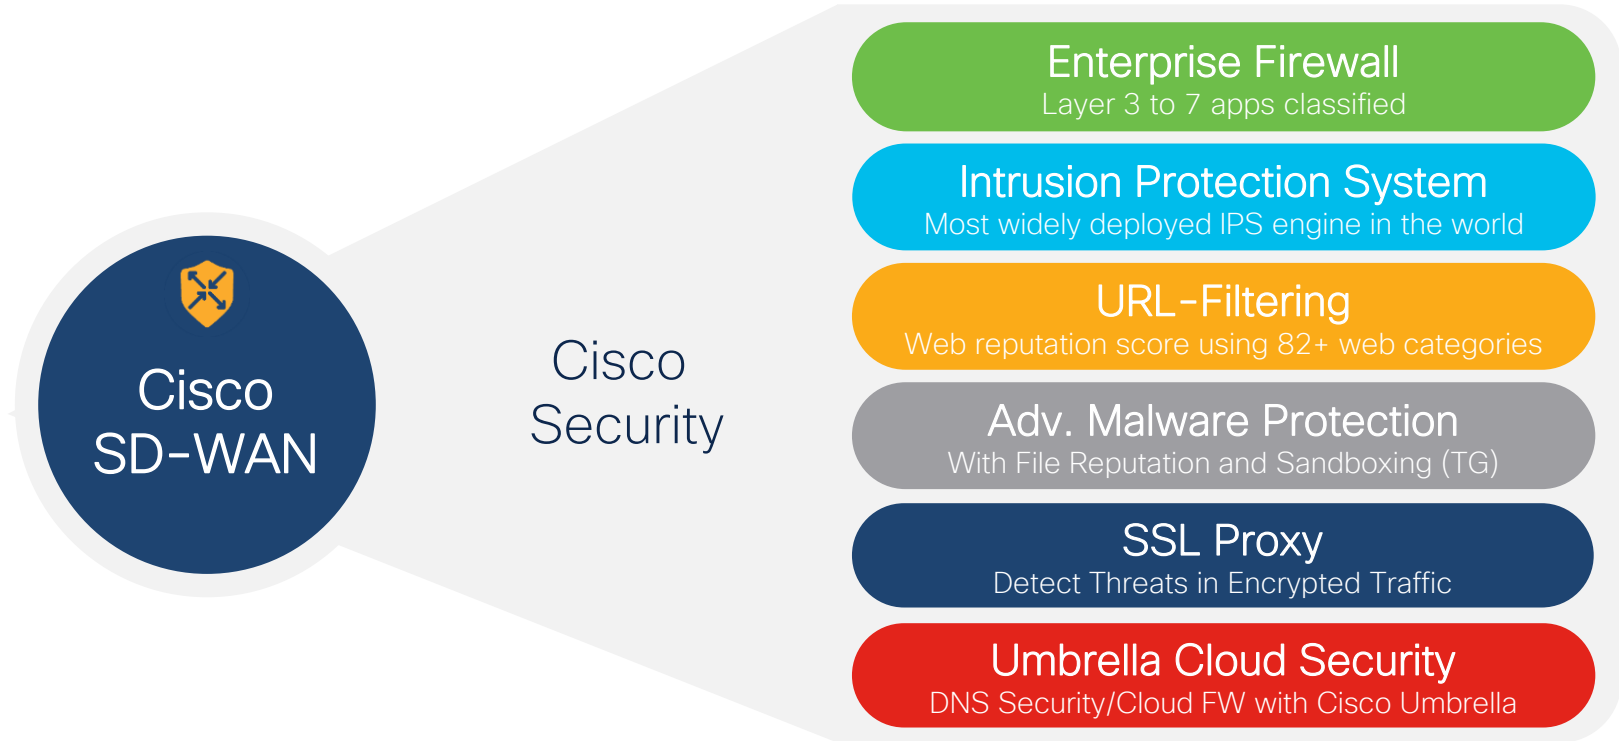 Cisco
SD-WAN
Cisco
Security
Enterprise Firewall
Layer 3 to 7 apps classified
Intrusion Protection System
Most widely deployed IPS engine in the world
URL-Filtering
Web reputation score using 82+ web categories
Adv. Malware Protection
With File Reputation and Sandboxing (TG)
SSL Proxy
Detect Threats in Encrypted Traffic
Umbrella Cloud Security
DNS Security/Cloud FW with Cisco Umbrella